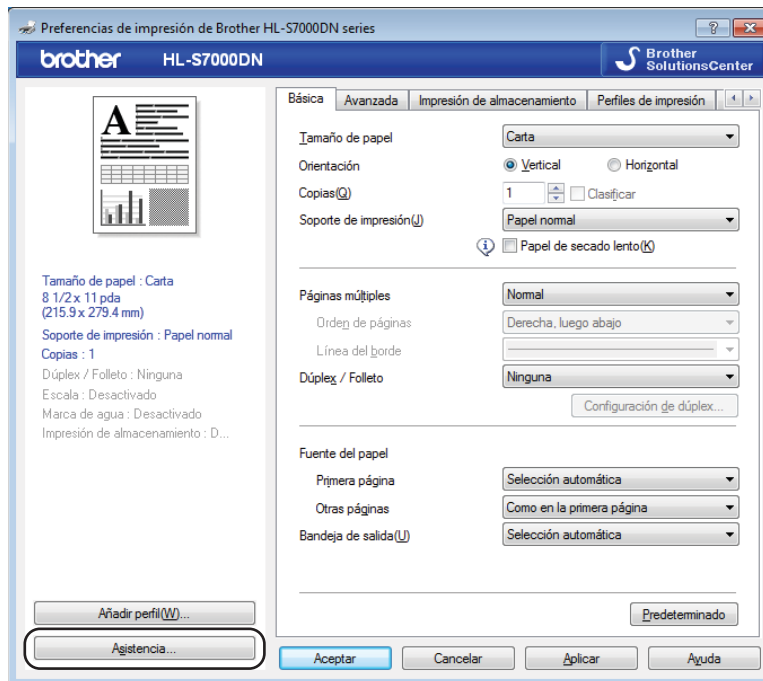 Preferencias de impresión de Brother HL-S7000DN series
brother HL-S7000DN
Brother
SolutionsCenter
A
Tamaño de papel : Carta
8 1/2 x 11 pda
(215.9 x 279.4 mm)
Soporte de impresión : Papel normal
Copias : 1
Dúplex / Folleto : Ninguna
Escala : Desactivado
Marca de agua : Desactivado
Impresión de almacenamiento : D...
Añadir perfil(W)...
Asistencia...
Básica Avanzada Impresión de almacenamiento Perfiles de impresión
Tamaño de papel Carta
Orientación Vertical Horizontal
Copias(Q) 1 Clasificar
Soporte de impresión(J) Papel normal
Papel de secado lento(K)
Páginas múltiples Normal
Orden de páginas Derecha, luego abajo
Línea del borde
Dúplex / Folleto Ninguna
Configuración de dúplex...
Fuente del papel
Primera página Selección automática
Otras páginas Como en la primera página
Bandeja de salida(U) Selección automática
Predeterminado
Aceptar Cancelar Aplicar Ayuda